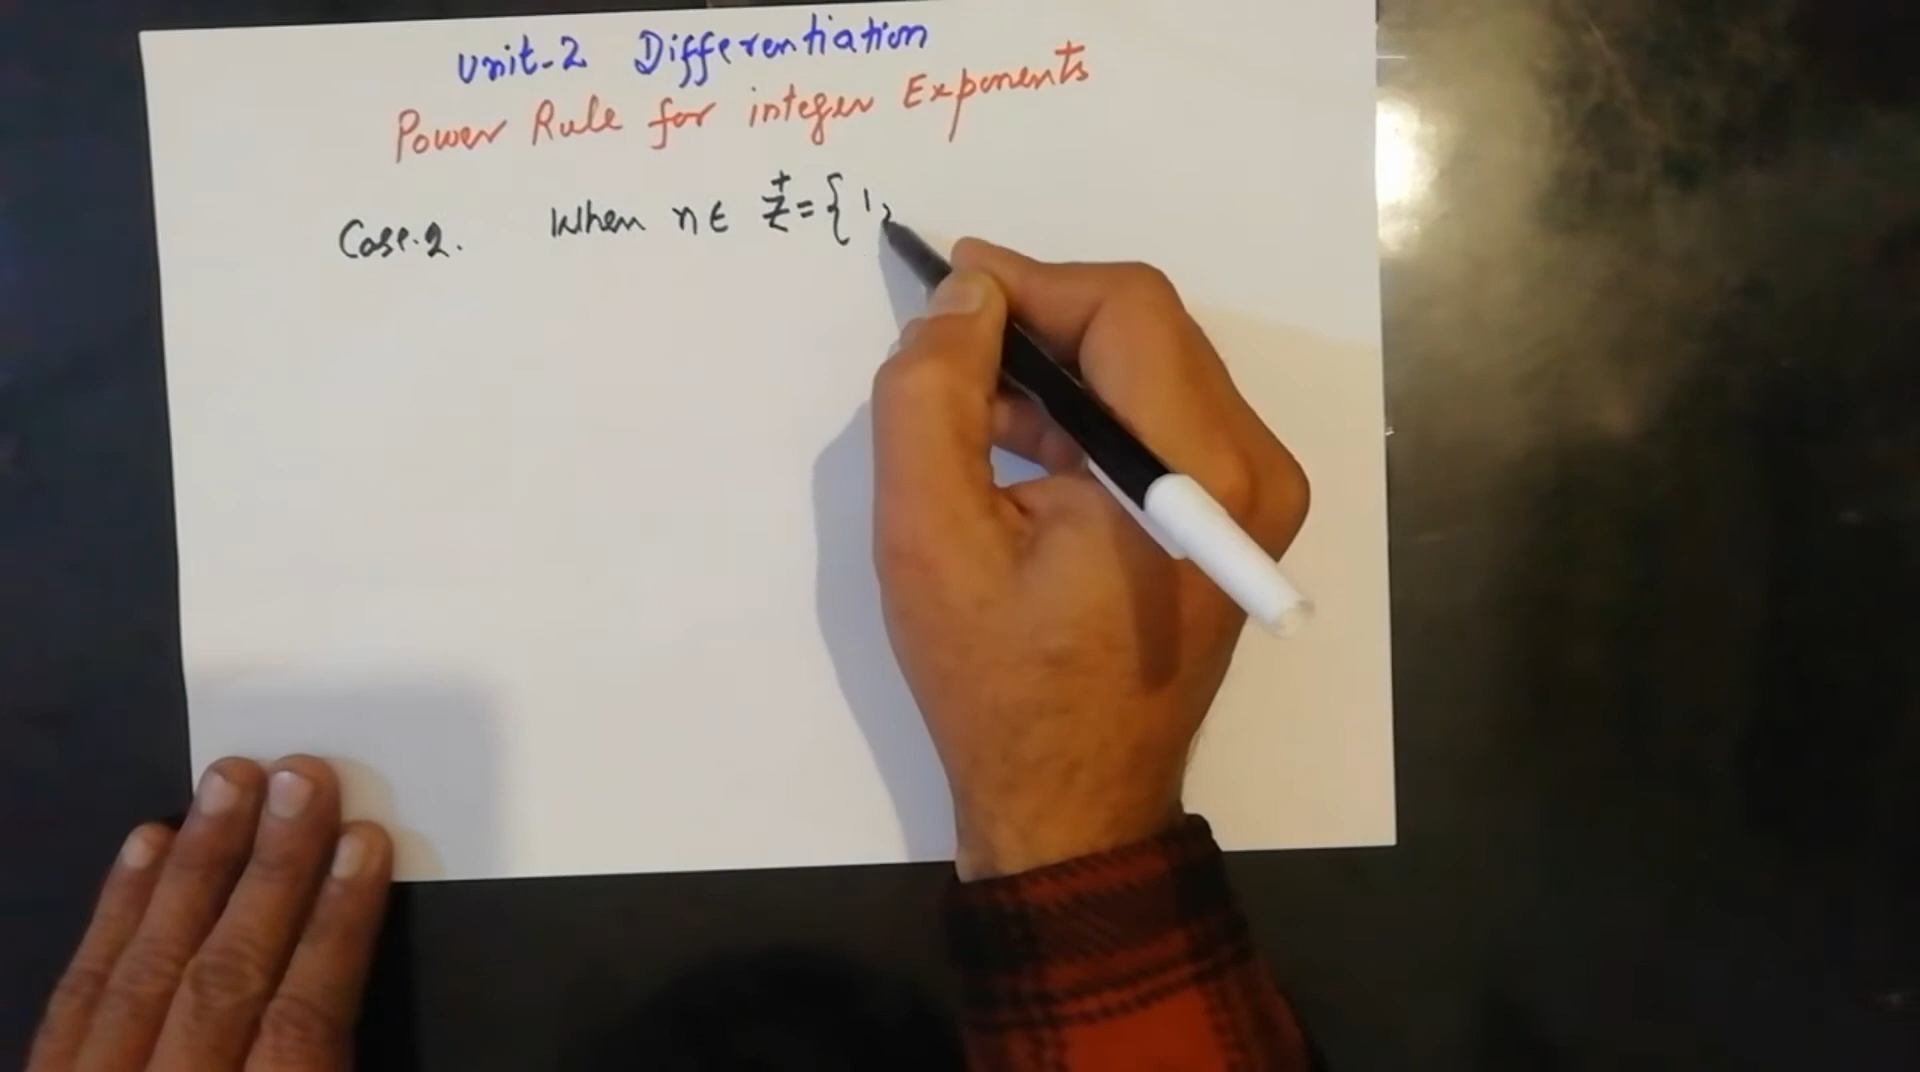 Unit-2 Differentiation
Power Rule for integer Exponents
Case.2. When n ∈ Z⁺ = { 1,